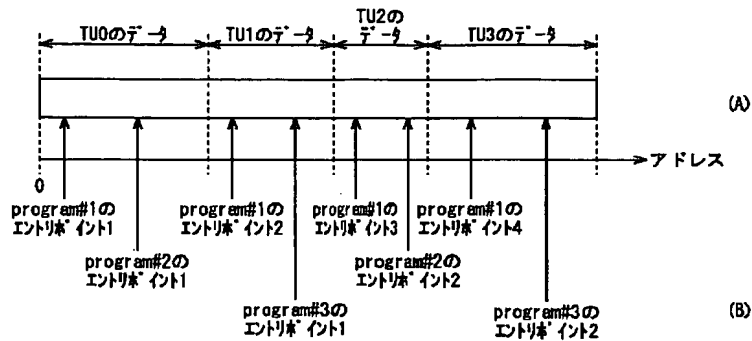 TU0のデータ
TU1のデータ
TU2の
データ
TU3のデータ
(A)
アドレス
0
program#1の
エントリポイント1
program#1の
エントリポイント2
program#1の
エントリポイント3
program#1の
エントリポイント4
program#2の
エントリポイント1
program#2の
エントリポイント2
program#3の
エントリポイント1
program#3の
エントリポイント2
(B)